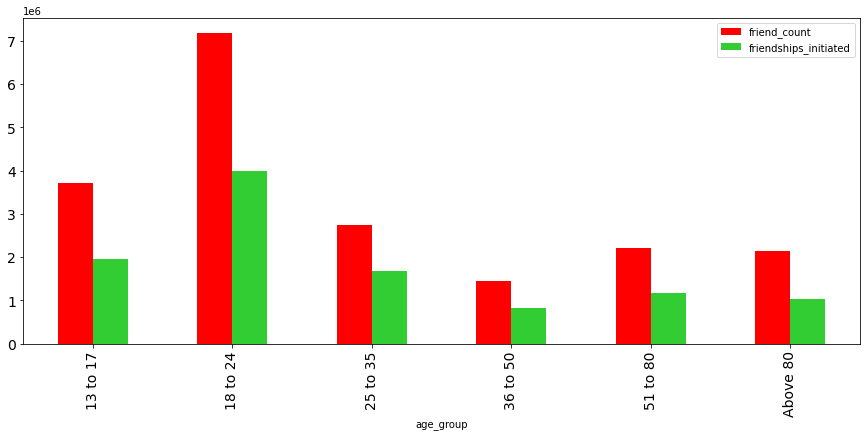 1e6
friend_count
friendships_initiated
7
6
5
4
3
2
1
0
13 to 17
18 to 24
25 to 35
36 to 50
51 to 80
Above 80
age_group